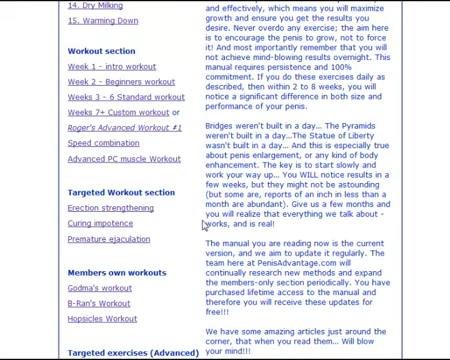 14. Dry Milking
15. Warming Down
Workout section
Week 1 - intro workout
Week 2 - Beginners workout
Weeks 3 - 6 Standard workout
Weeks 7+ Custom workout or
Roger's Advanced Workout #1
Speed combination
Advanced PC muscle Workout
Targeted Workout section
Erection strengthening
Curing impotence
Premature ejaculation
Members own workouts
Godma's workout
B-Ran's Workout
Hopsicles Workout
Targeted exercises (Advanced)
and effectively, which means you will maximize
growth and ensure you get the results you
desire. Never overdo any exercise; the aim here
is to encourage the penis to grow, not to force
it! And most importantly remember that you will
not achieve mind-blowing results overnight. This
manual requires persistence and 100%
commitment. If you do these exercises daily as
described, then within 2 to 8 weeks, you will
notice a significant difference in both size and
performance of your penis.
Bridges weren't built in a day... The Pyramids
weren't built in a day...The Statue of Liberty
wasn't built in a day... And this is especially true
about penis enlargement, or any kind of body
enhancement. The key is to start slowly and
work your way up... You WILL notice results in a
few weeks, but they might not be astounding
(but some are, reports of an inch in less than a
month are abundant). Give us a few months and
you will realize that everything we talk about -
works, and is real!
The manual you are reading now is the current
version, and we aim to update it regularly. The
team here at PenisAdvantage.com will
continually research new methods and expand
the members-only section periodically. You have
purchased lifetime access to the manual and
therefore you will receive these updates for
free!!!
We have some amazing articles just around the
corner, that when you read them... Will blow
your mind!!!